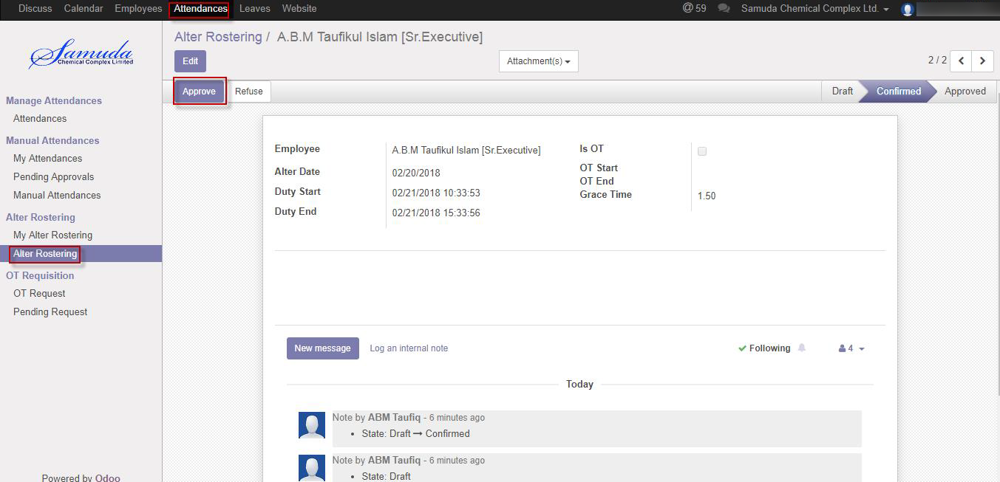 Discuss Calendar Employees Attendances Leaves Website @ 59 Samuda Chemical Complex Ltd.
Samuda
Chemical Complex Limited
Alter Rostering / A.B.M Taufikul Islam [Sr.Executive]
Edit Attachment(s) 2 / 2
Approve Refuse Draft Confirmed Approved
Manage Attendances
Attendances
Manual Attendances
My Attendances
Pending Approvals
Manual Attendances
Alter Rostering
My Alter Rostering
Alter Rostering
OT Requisition
OT Request
Pending Request
Powered by Odoo
Employee A.B.M Taufikul Islam [Sr.Executive]
Alter Date 02/20/2018
Duty Start 02/21/2018 10:33:53
Duty End 02/21/2018 15:33:56
Is OT
OT Start
OT End
Grace Time 1.50
New message Log an internal note Following 4
Today
Note by ABM Taufiq - 6 minutes ago
• State: Draft → Confirmed
Note by ABM Taufiq - 6 minutes ago
• State: Draft